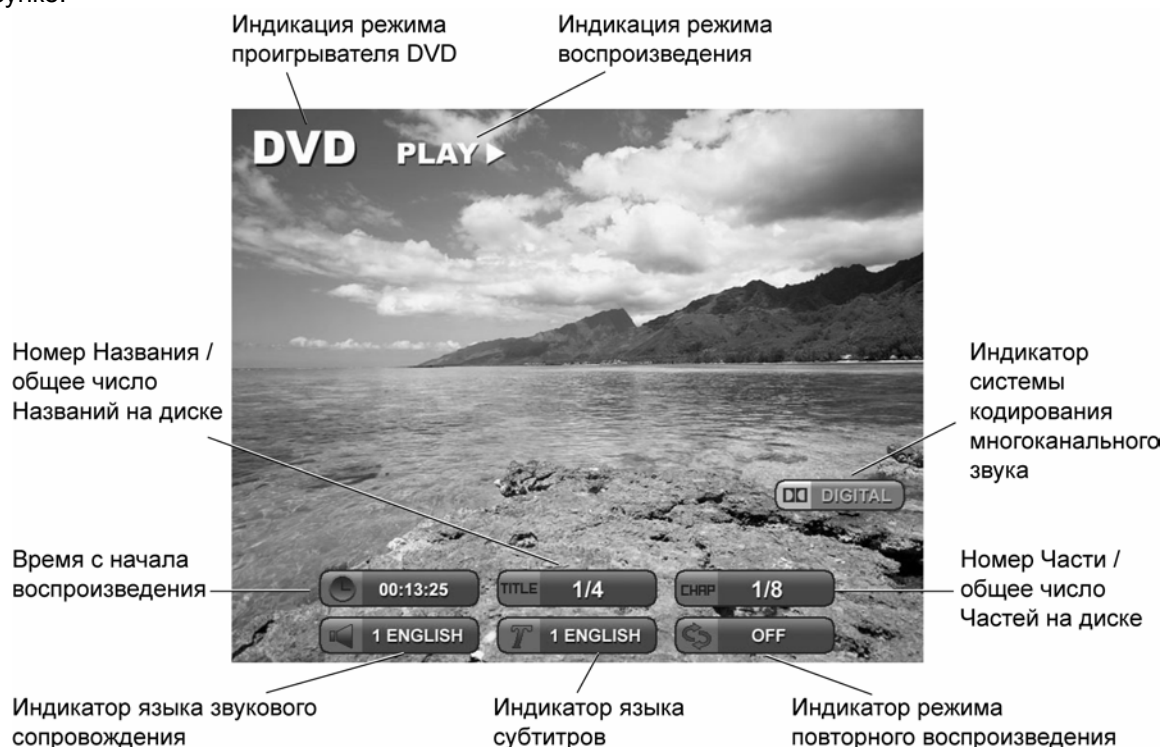 Индикация режима
проигрывателя DVD
Индикация режима
воспроизведения
DVD PLAY
Номер Названия /
общее число
Названий на диске
Индикатор
системы
кодирования
многоканального
звука
DIGITAL
Время с начала
воспроизведения
00:13:25 TITLE 1/4 CHAP 1/8
Номер Части /
общее число
Частей на диске
1 ENGLISH T 1 ENGLISH OFF
Индикатор языка звукового
сопровождения
Индикатор языка
субтитров
Индикатор режима
повторного воспроизведения